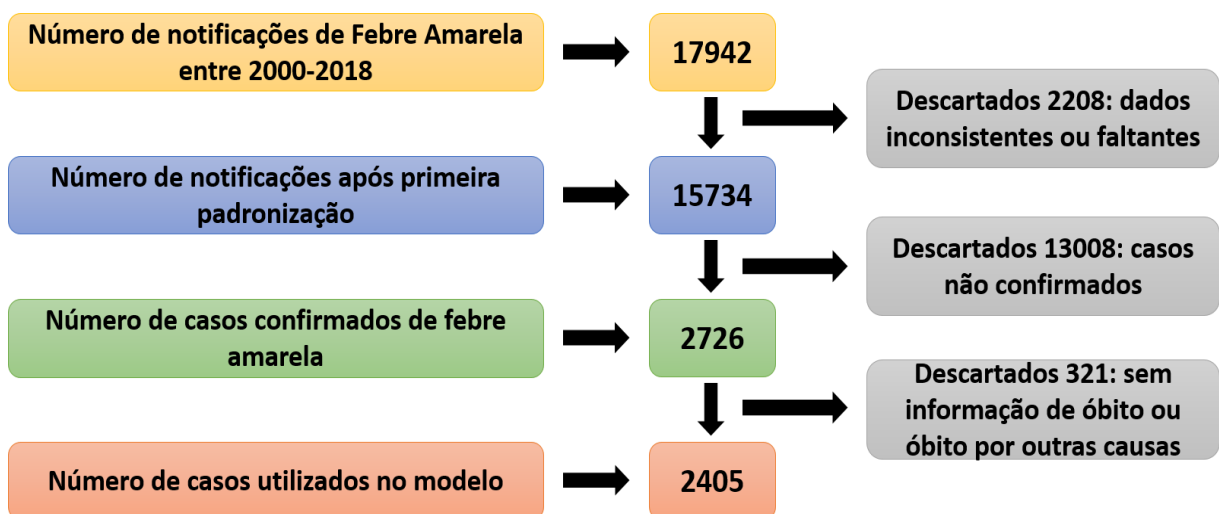 Número de notificações de Febre Amarela
entre 2000-2018
17942
Descartados 2208: dados
inconsistentes ou faltantes
Número de notificações após primeira
padronização
15734
Descartados 13008: casos
não confirmados
Número de casos confirmados de febre
amarela
2726
Descartados 321: sem
informação de óbito ou
óbito por outras causas
Número de casos utilizados no modelo
2405